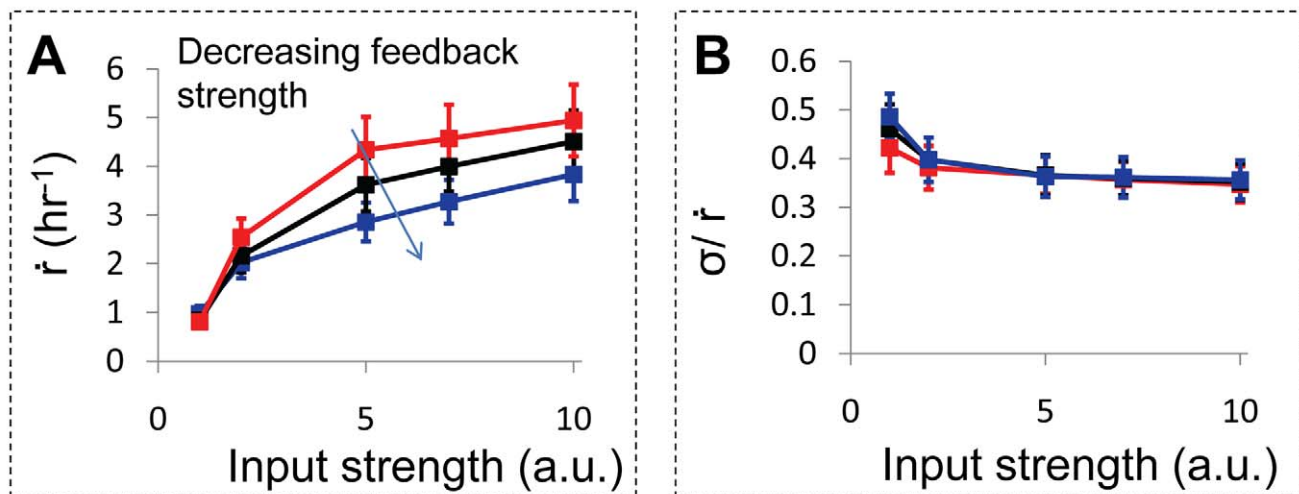 A
Decreasing feedback
strength
6
5
4
3
2
1
0
0 5 10
ṙ (hr⁻¹)
Input strength (a.u.)
B
0.6
0.5
0.4
0.3
0.2
0.1
0
0 5 10
σ/ ṙ
Input strength (a.u.)